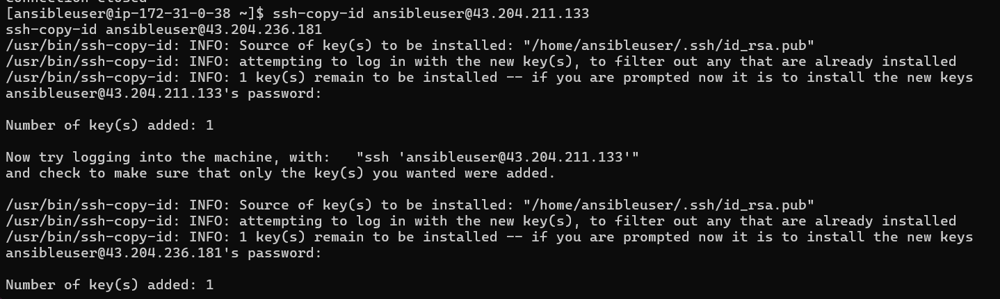 [ansibleuser@ip-172-31-0-38 ~]$ ssh-copy-id ansibleuser@43.204.211.133
ssh-copy-id ansibleuser@43.204.236.181
/usr/bin/ssh-copy-id: INFO: Source of key(s) to be installed: "/home/ansibleuser/.ssh/id_rsa.pub"
/usr/bin/ssh-copy-id: INFO: attempting to log in with the new key(s), to filter out any that are already installed
/usr/bin/ssh-copy-id: INFO: 1 key(s) remain to be installed -- if you are prompted now it is to install the new keys
ansibleuser@43.204.211.133's password:
Number of key(s) added: 1
Now try logging into the machine, with:   "ssh 'ansibleuser@43.204.211.133'"
and check to make sure that only the key(s) you wanted were added.
/usr/bin/ssh-copy-id: INFO: Source of key(s) to be installed: "/home/ansibleuser/.ssh/id_rsa.pub"
/usr/bin/ssh-copy-id: INFO: attempting to log in with the new key(s), to filter out any that are already installed
/usr/bin/ssh-copy-id: INFO: 1 key(s) remain to be installed -- if you are prompted now it is to install the new keys
ansibleuser@43.204.236.181's password:
Number of key(s) added: 1